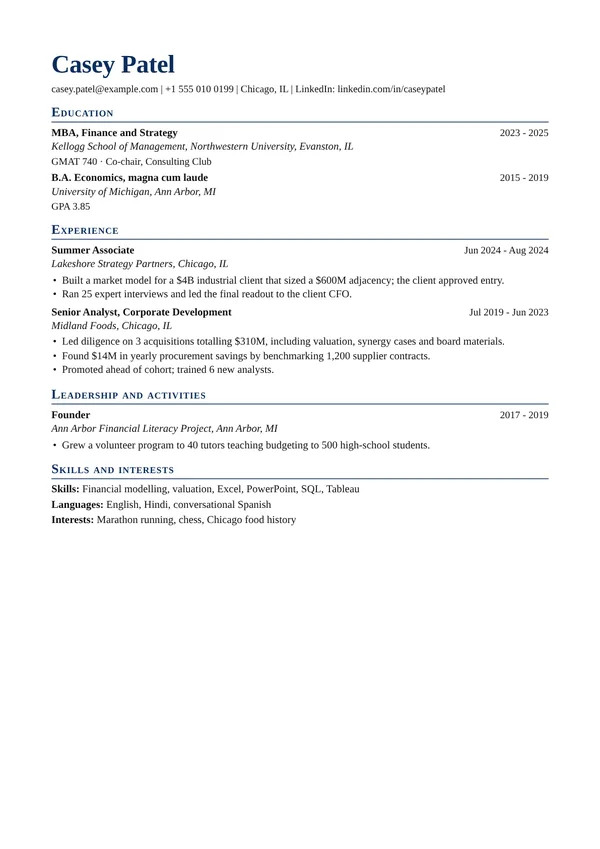 Casey Patel
casey.patel@example.com | +1 555 010 0199 | Chicago, IL | LinkedIn: linkedin.com/in/caseypatel
Education
MBA, Finance and Strategy 2023 - 2025
Kellogg School of Management, Northwestern University, Evanston, IL
GMAT 740 · Co-chair, Consulting Club
B.A. Economics, magna cum laude 2015 - 2019
University of Michigan, Ann Arbor, MI
GPA 3.85
Experience
Summer Associate Jun 2024 - Aug 2024
Lakeshore Strategy Partners, Chicago, IL
• Built a market model for a $4B industrial client that sized a $600M adjacency; the client approved entry.
• Ran 25 expert interviews and led the final readout to the client CFO.
Senior Analyst, Corporate Development Jul 2019 - Jun 2023
Midland Foods, Chicago, IL
• Led diligence on 3 acquisitions totalling $310M, including valuation, synergy cases and board materials.
• Found $14M in yearly procurement savings by benchmarking 1,200 supplier contracts.
• Promoted ahead of cohort; trained 6 new analysts.
Leadership and activities
Founder 2017 - 2019
Ann Arbor Financial Literacy Project, Ann Arbor, MI
• Grew a volunteer program to 40 tutors teaching budgeting to 500 high-school students.
Skills and interests
Skills: Financial modelling, valuation, Excel, PowerPoint, SQL, Tableau
Languages: English, Hindi, conversational Spanish
Interests: Marathon running, chess, Chicago food history